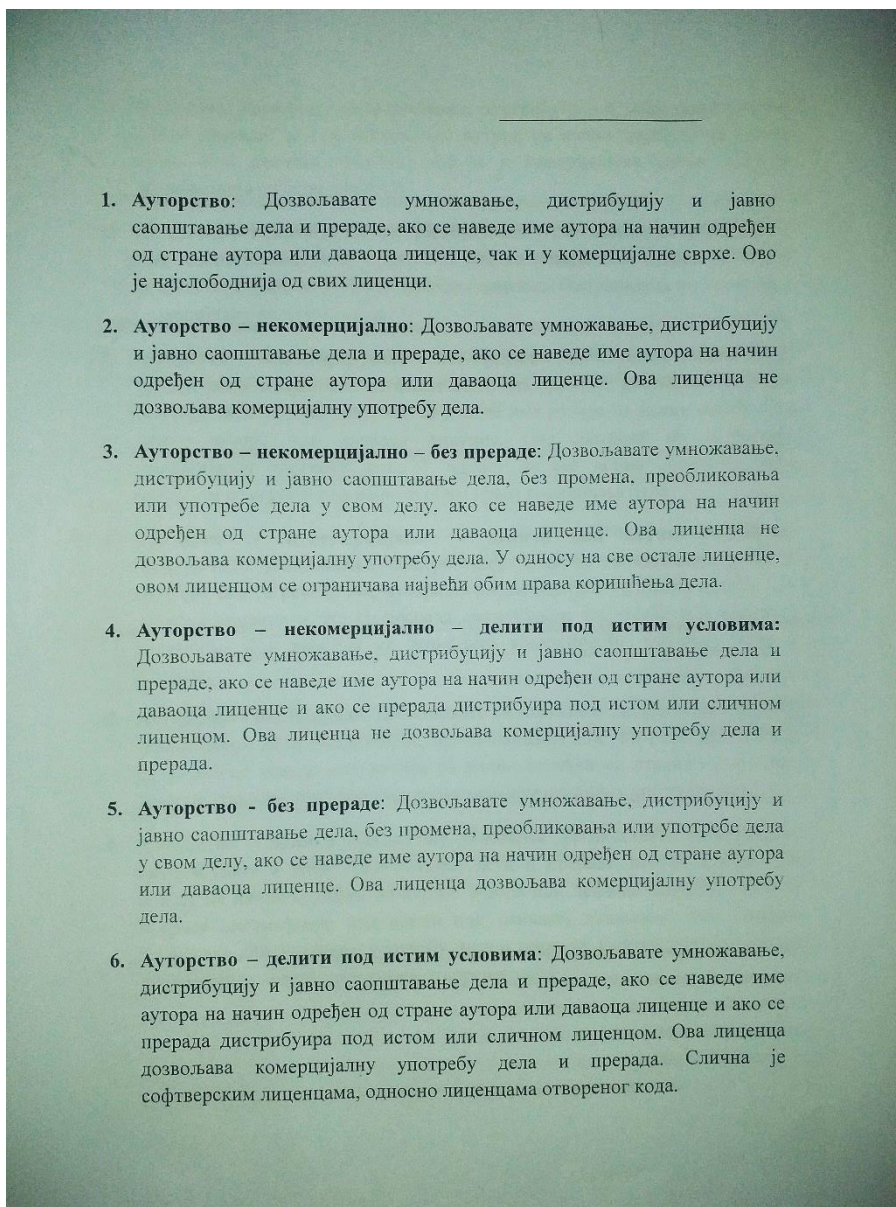 1. Ауторство: Дозвољавате умножавање, дистрибуцију и јавно
саопштавање дела и прераде, ако се наведе име аутора на начин одређен
од стране аутора или даваоца лиценце, чак и у комерцијалне сврхе. Ово
је најслободнија од свих лиценци.
2. Ауторство – некомерцијално: Дозвољавате умножавање, дистрибуцију
и јавно саопштавање дела и прераде, ако се наведе име аутора на начин
одређен од стране аутора или даваоца лиценце. Ова лиценца не
дозвољава комерцијалну употребу дела.
3. Ауторство – некомерцијално – без прераде: Дозвољавате умножавање,
дистрибуцију и јавно саопштавање дела, без промена, преобликовања
или употребе дела у свом делу, ако се наведе име аутора на начин
одређен од стране аутора или даваоца лиценце. Ова лиценца не
дозвољава комерцијалну употребу дела. У односу на све остале лиценце,
овом лиценцом се ограничава највећи обим права коришћења дела.
4. Ауторство – некомерцијално – делити под истим условима:
Дозвољавате умножавање, дистрибуцију и јавно саопштавање дела и
прераде, ако се наведе име аутора на начин одређен од стране аутора или
даваоца лиценце и ако се прерада дистрибуира под истом или сличном
лиценцом. Ова лиценца не дозвољава комерцијалну употребу дела и
прерада.
5. Ауторство - без прераде: Дозвољавате умножавање, дистрибуцију и
јавно саопштавање дела, без промена, преобликовања или употребе дела
у свом делу, ако се наведе име аутора на начин одређен од стране аутора
или даваоца лиценце. Ова лиценца дозвољава комерцијалну употребу
дела.
6. Ауторство – делити под истим условима: Дозвољавате умножавање,
дистрибуцију и јавно саопштавање дела и прераде, ако се наведе име
аутора на начин одређен од стране аутора или даваоца лиценце и ако се
прерада дистрибуира под истом или сличном лиценцом. Ова лиценца
дозвољава комерцијалну употребу дела и прерада. Слична је
софтверским лиценцама, односно лиценцама отвореног кода.